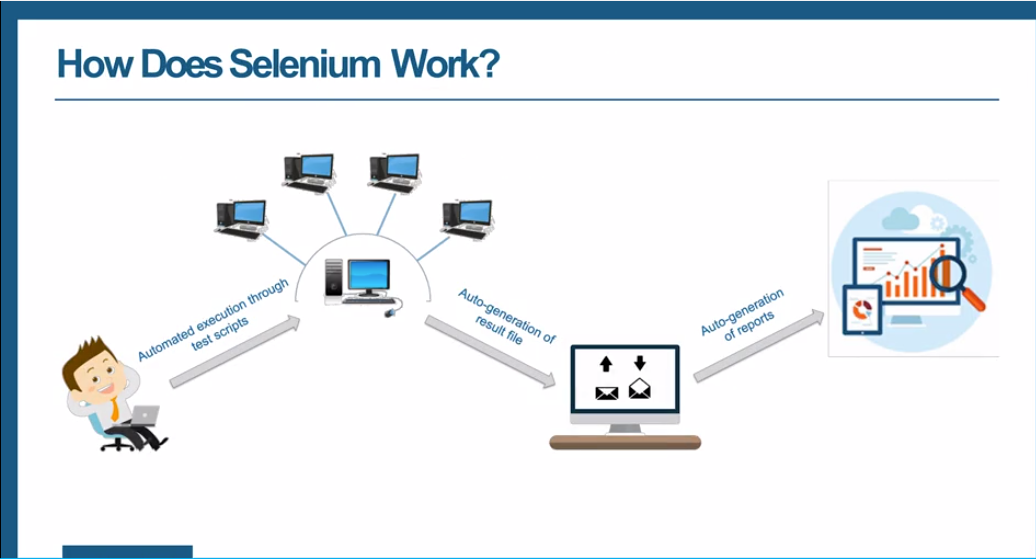 How Does Selenium Work?
Automated execution through
test scripts
Auto-generation of
result file
Auto-generation
of reports